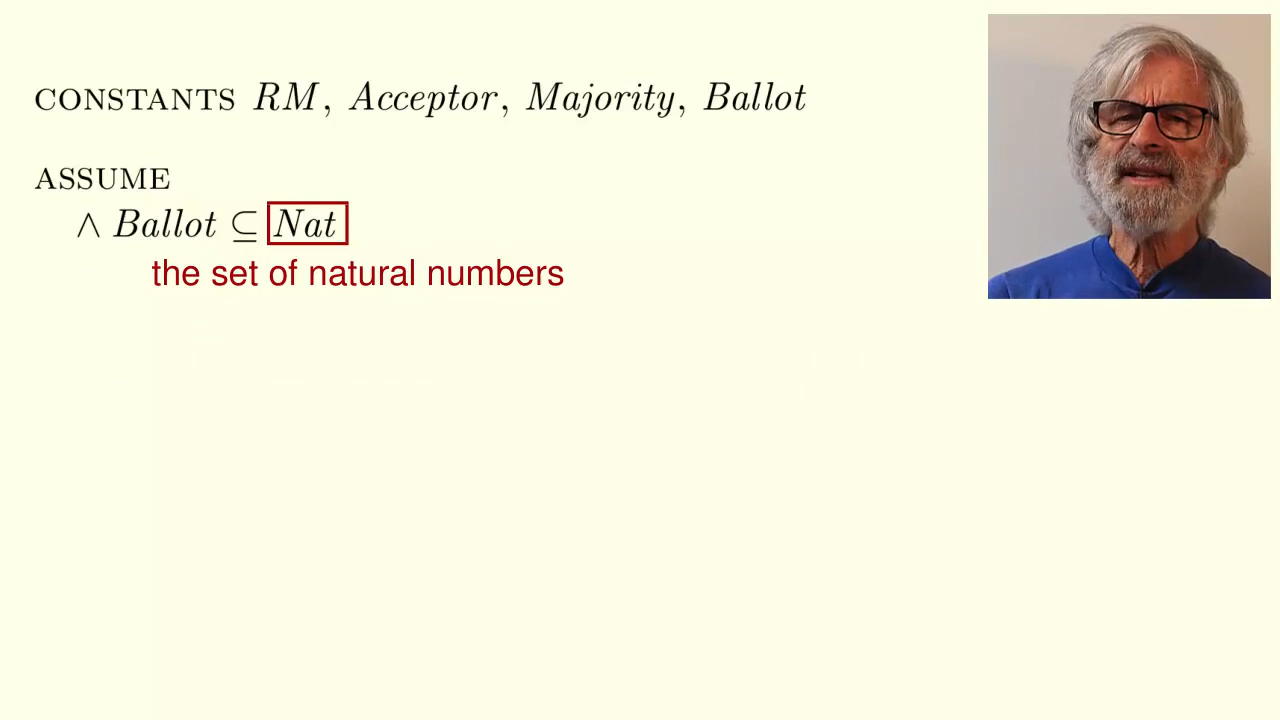 CONSTANTS RM, Acceptor, Majority, Ballot
ASSUME
∧ Ballot ⊆ Nat
the set of natural numbers